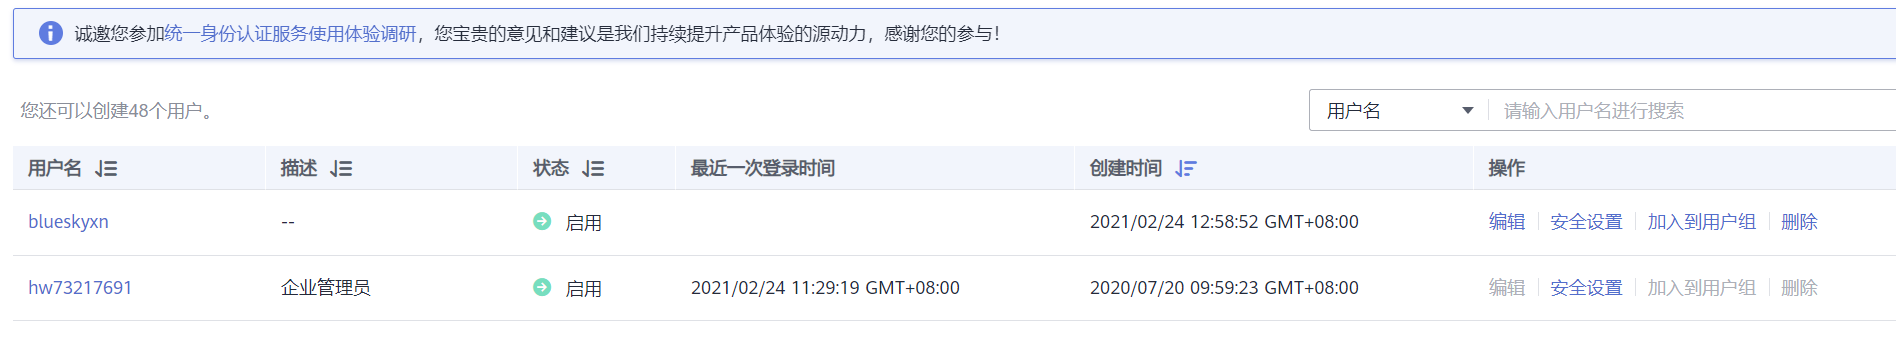 诚邀您参加统一身份认证服务使用体验调研，您宝贵的意见和建议是我们持续提升产品体验的源动力，感谢您的参与！
您还可以创建48个用户。 用户名 请输入用户名进行搜索
用户名 描述 状态 最近一次登录时间 创建时间 操作
blueskyxn -- 启用 2021/02/24 12:58:52 GMT+08:00 编辑 安全设置 加入到用户组 删除
hw73217691 企业管理员 启用 2021/02/24 11:29:19 GMT+08:00 2020/07/20 09:59:23 GMT+08:00 编辑 安全设置 加入到用户组 删除